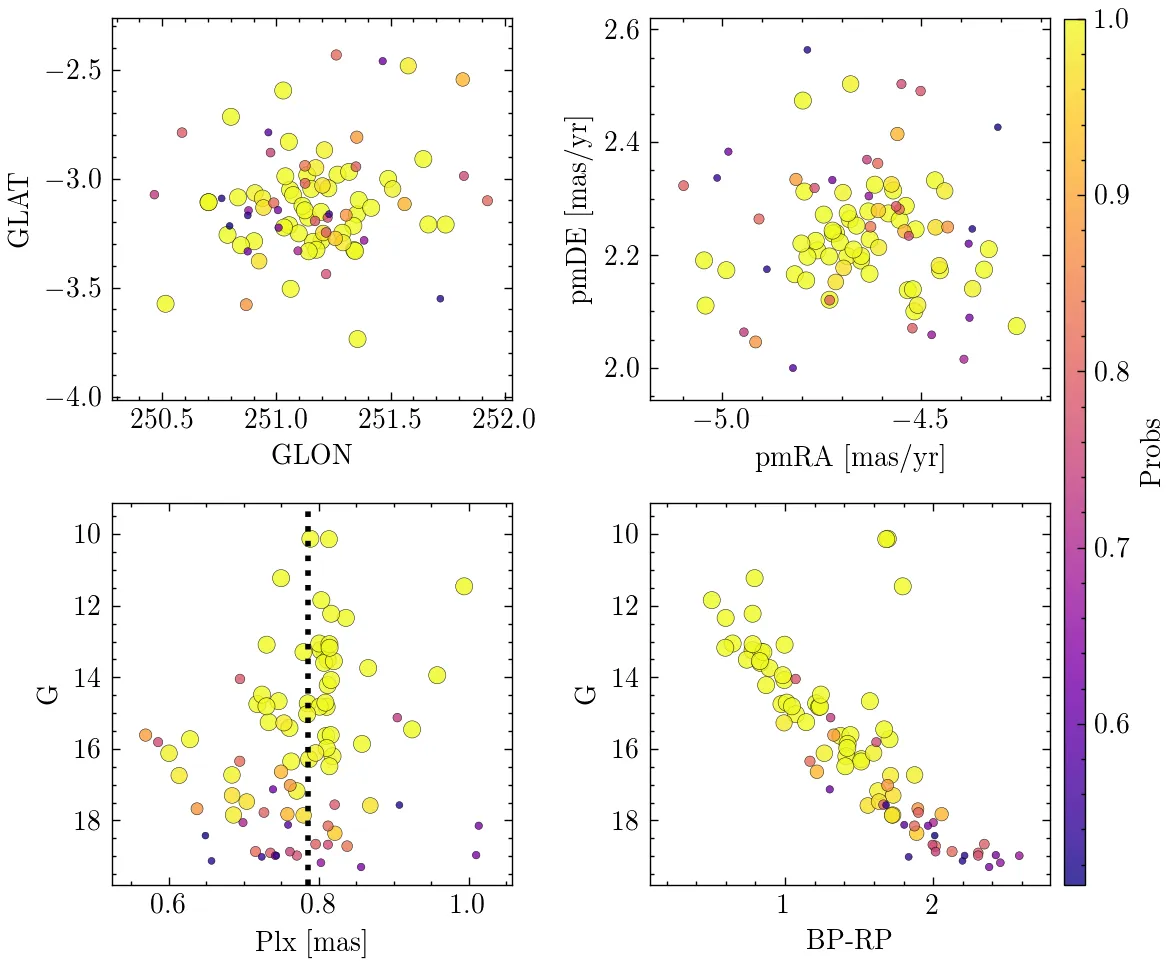 −2.5
−3.0
−3.5
−4.0
GLAT
250.5 251.0 251.5 252.0
GLON
2.6
2.4
2.2
2.0
pmDE [mas/yr]
−5.0 −4.5
pmRA [mas/yr]
10
12
14
16
18
G
0.6 0.8 1.0
Plx [mas]
10
12
14
16
18
G
1 2
BP-RP
1.0
0.9
0.8
0.7
0.6
Probs